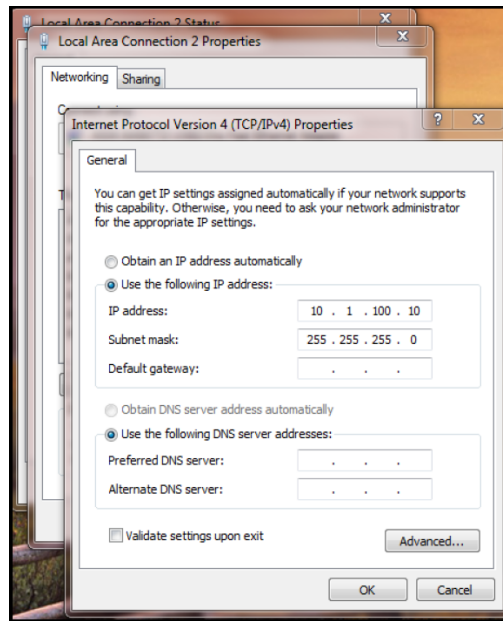 Local Area Connection 2 Status
Local Area Connection 2 Properties
Networking Sharing
Internet Protocol Version 4 (TCP/IPv4) Properties
General
You can get IP settings assigned automatically if your network supports
this capability. Otherwise, you need to ask your network administrator
for the appropriate IP settings.
Obtain an IP address automatically
Use the following IP address:
IP address: 10 . 1 . 100 . 10
Subnet mask: 255 . 255 . 255 . 0
Default gateway: . . .
Obtain DNS server address automatically
Use the following DNS server addresses:
Preferred DNS server: . . .
Alternate DNS server: . . .
Validate settings upon exit
Advanced...
OK Cancel